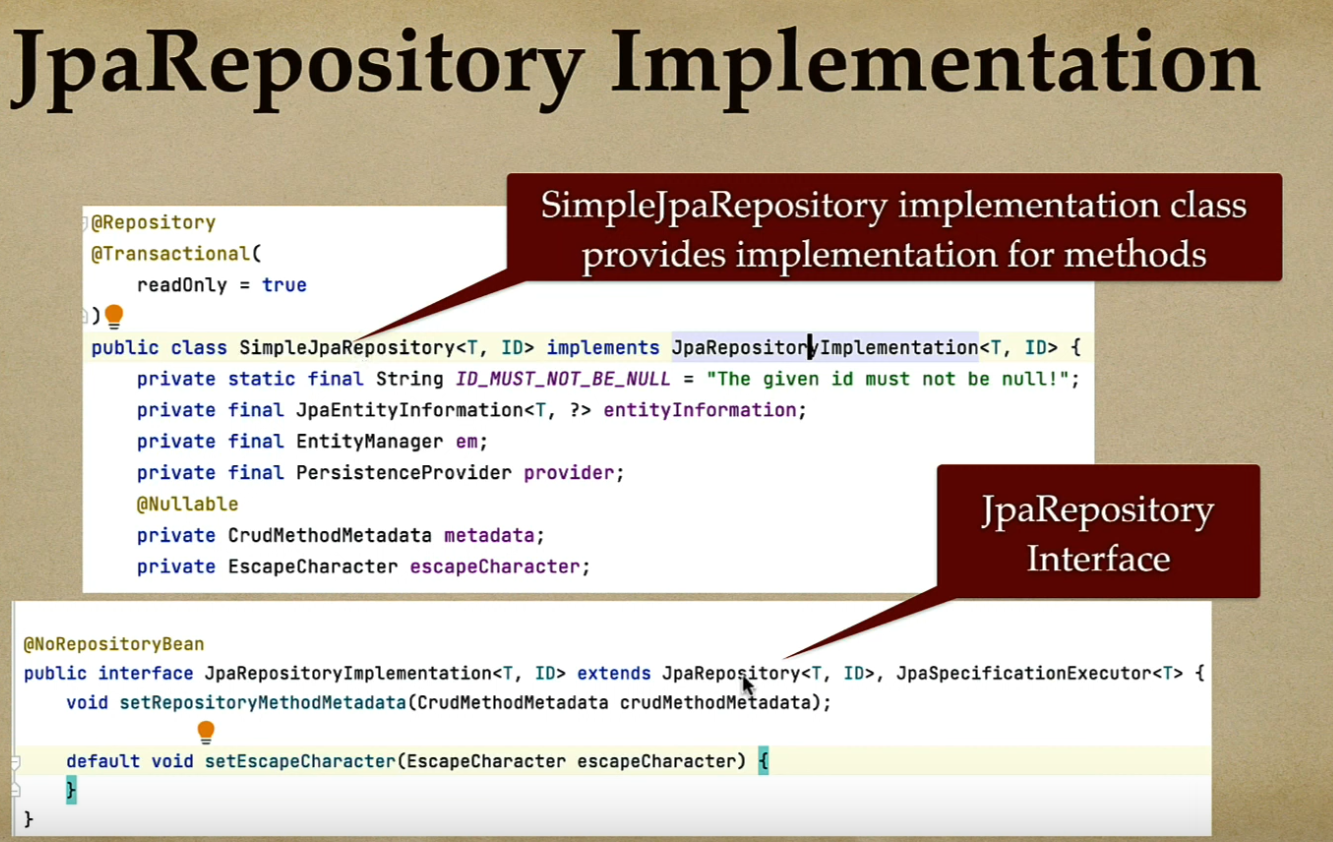 JpaRepository Implementation
SimpleJpaRepository implementation class
provides implementation for methods
@Repository
@Transactional(
readOnly = true
)
public class SimpleJpaRepository<T, ID> implements JpaRepositoryImplementation<T, ID> {
private static final String ID_MUST_NOT_BE_NULL = "The given id must not be null!";
private final JpaEntityInformation<T, ?> entityInformation;
private final EntityManager em;
private final PersistenceProvider provider;
@Nullable
private CrudMethodMetadata metadata;
private EscapeCharacter escapeCharacter;
JpaRepository
Interface
@NoRepositoryBean
public interface JpaRepositoryImplementation<T, ID> extends JpaRepository<T, ID>, JpaSpecificationExecutor<T> {
void setRepositoryMethodMetadata(CrudMethodMetadata crudMethodMetadata);
default void setEscapeCharacter(EscapeCharacter escapeCharacter) {
}
}